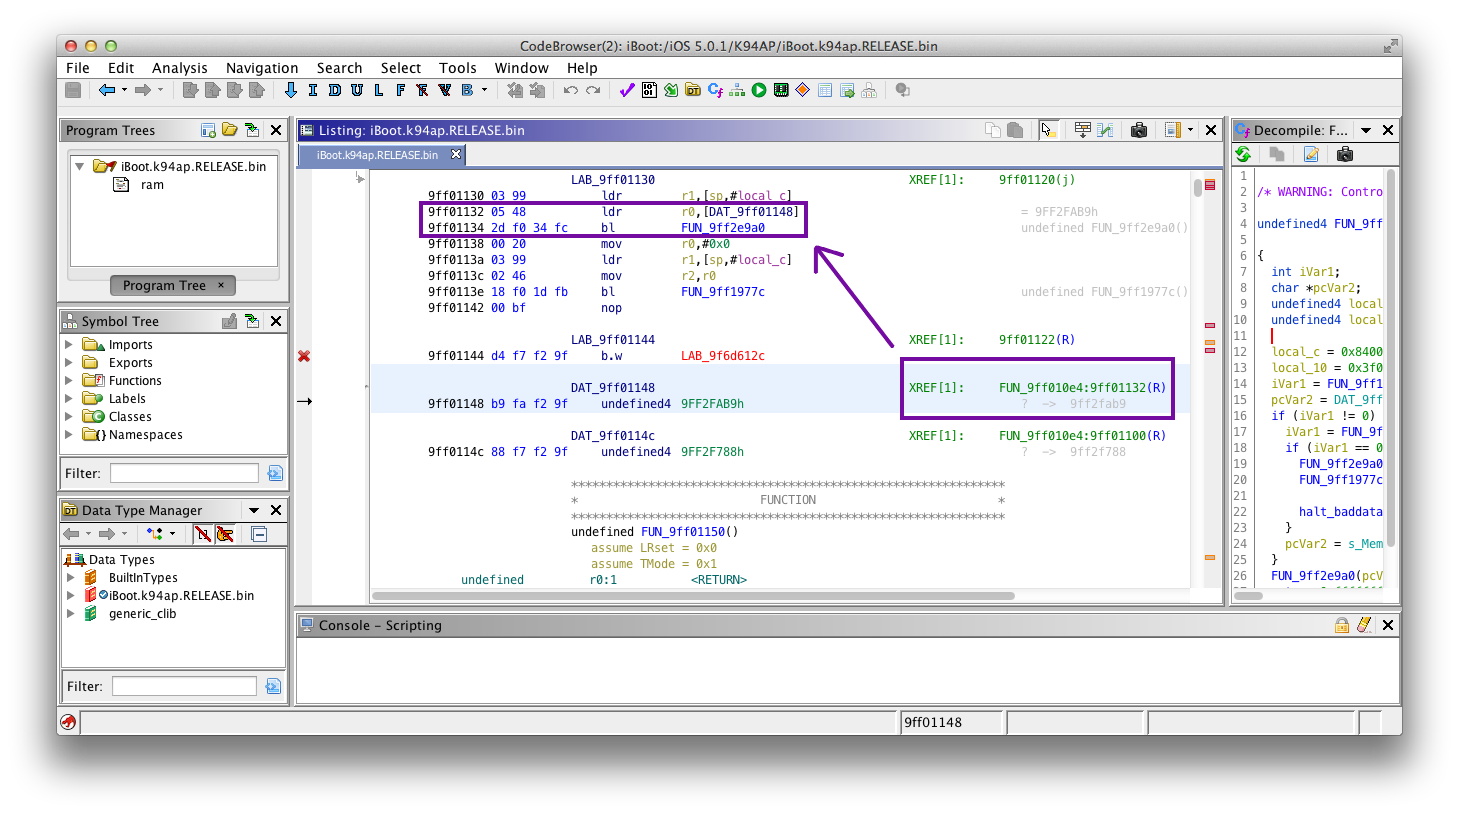 CodeBrowser(2): iBoot:/iOS 5.0.1/K94AP/iBoot.k94ap.RELEASE.bin
File Edit Analysis Navigation Search Select Tools Window Help
I D U L F F V B
Program Trees
iBoot.k94ap.RELEASE.bin
ram
Program Tree ×
Symbol Tree
Imports
Exports
Functions
Labels
Classes
Namespaces
Filter:
Data Type Manager
Data Types
BuiltInTypes
iBoot.k94ap.RELEASE.bin
generic_clib
Filter:
Listing: iBoot.k94ap.RELEASE.bin
iBoot.k94ap.RELEASE.bin
LAB_9ff01130 XREF[1]: 9ff01120(j)
9ff01130 03 99 ldr r1,[sp,#local_c]
9ff01132 05 48 ldr r0,[DAT_9ff01148] = 9FF2FAB9h
9ff01134 2d f0 34 fc bl FUN_9ff2e9a0 undefined FUN_9ff2e9a0()
9ff01138 00 20 mov r0,#0x0
9ff0113a 03 99 ldr r1,[sp,#local_c]
9ff0113c 02 46 mov r2,r0
9ff0113e 18 f0 1d fb bl FUN_9ff1977c undefined FUN_9ff1977c()
9ff01142 00 bf nop
LAB_9ff01144 XREF[1]: 9ff01122(R)
9ff01144 d4 f7 f2 9f b.w LAB_9f6d612c
DAT_9ff01148 XREF[1]: FUN_9ff010e4:9ff01132(R)
9ff01148 b9 fa f2 9f undefined4 9FF2FAB9h ? -> 9ff2fab9
DAT_9ff0114c XREF[1]: FUN_9ff010e4:9ff01100(R)
9ff0114c 88 f7 f2 9f undefined4 9FF2F788h ? -> 9ff2f788
**************************************************************
* FUNCTION *
**************************************************************
undefined FUN_9ff01150()
assume LRset = 0x0
assume TMode = 0x1
undefined r0:1 <RETURN>
Decompile: F...
1
2 /* WARNING: Contro
3
4 undefined4 FUN_9ff
5
6 {
7 int iVar1;
8 char *pcVar2;
9 undefined4 local
10 undefined4 local
11
12 local_c = 0x8400
13 local_10 = 0x3f0
14 iVar1 = FUN_9ff1
15 pcVar2 = DAT_9ff
16 if (iVar1 != 0)
17 iVar1 = FUN_9f
18 if (iVar1 == 0
19 FUN_9ff2e9a0
20 FUN_9ff1977c
21
22 halt_baddata
23 }
24 pcVar2 = s_Mem
25 }
26 FUN_9ff2e9a0(pcV
Console - Scripting
9ff01148